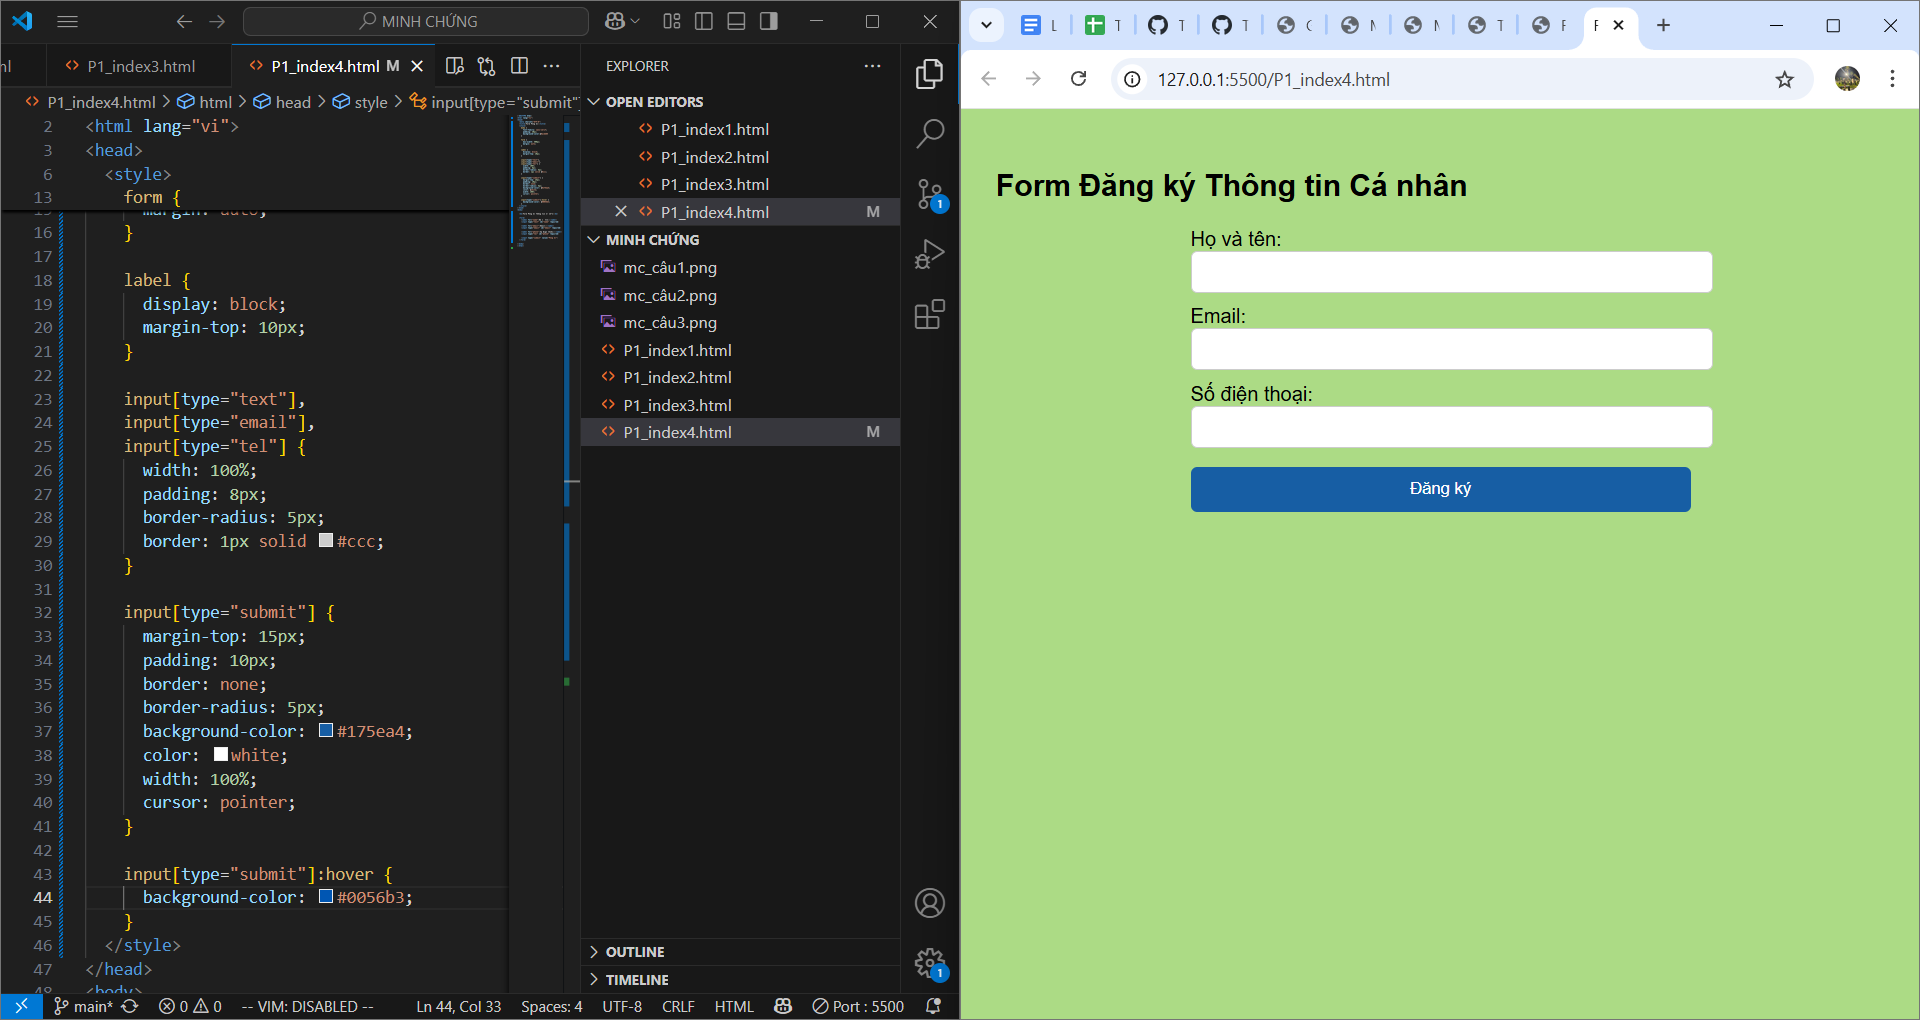 MINH CHỨNG
P1_index3.html
P1_index4.html M
P1_index4.html > html > head > style > input[type="submit"]
2 <html lang="vi">
3 <head>
6 <style>
13 form {
margin: auto;
16 }
17
18 label {
19 display: block;
20 margin-top: 10px;
21 }
22
23 input[type="text"],
24 input[type="email"],
25 input[type="tel"] {
26 width: 100%;
27 padding: 8px;
28 border-radius: 5px;
29 border: 1px solid #ccc;
30 }
31
32 input[type="submit"] {
33 margin-top: 15px;
34 padding: 10px;
35 border: none;
36 border-radius: 5px;
37 background-color: #175ea4;
38 color: white;
39 width: 100%;
40 cursor: pointer;
41 }
42
43 input[type="submit"]:hover {
44 background-color: #0056b3;
45 }
46 </style>
47 </head>
48 <body>
EXPLORER
OPEN EDITORS
P1_index1.html
P1_index2.html
P1_index3.html
P1_index4.html M
MINH CHỨNG
mc_câu1.png
mc_câu2.png
mc_câu3.png
P1_index1.html
P1_index2.html
P1_index3.html
P1_index4.html M
OUTLINE
TIMELINE
1
1
main* 0 0 -- VIM: DISABLED -- Ln 44, Col 33 Spaces: 4 UTF-8 CRLF HTML Port : 5500
L T T T T
127.0.0.1:5500/P1_index4.html
Form Đăng ký Thông tin Cá nhân
Họ và tên:
Email:
Số điện thoại:
Đăng ký